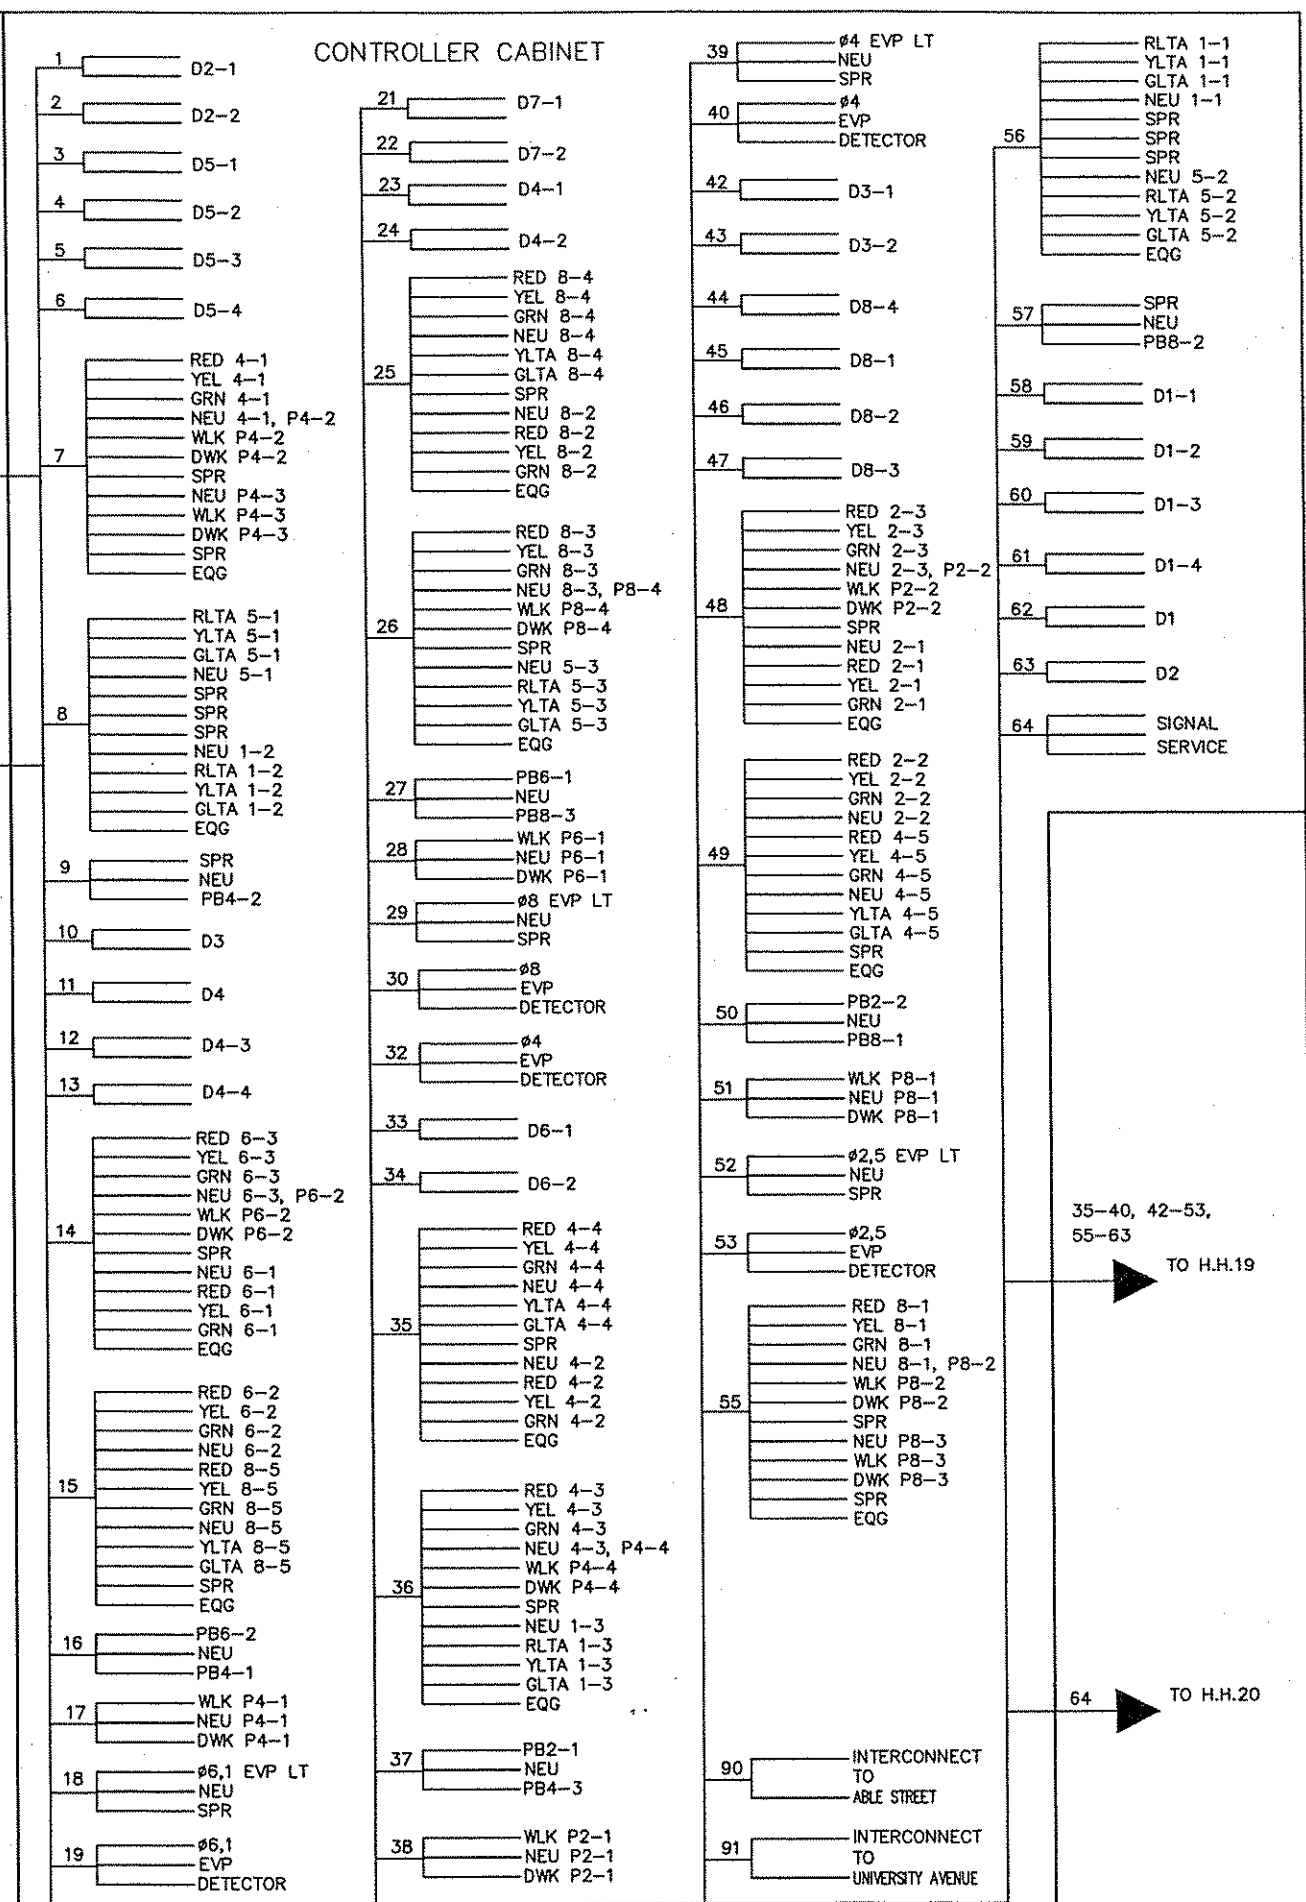 CONTROLLER CABINET
1
D2-1
2
D2-2
3
D5-1
4
D5-2
5
D5-3
6
D5-4
7
RED 4-1
YEL 4-1
GRN 4-1
NEU 4-1, P4-2
WLK P4-2
DWK P4-2
SPR
NEU P4-3
WLK P4-3
DWK P4-3
SPR
EQG
8
RLTA 5-1
YLTA 5-1
GLTA 5-1
NEU 5-1
SPR
SPR
SPR
NEU 1-2
RLTA 1-2
YLTA 1-2
GLTA 1-2
EQG
9
SPR
NEU
PB4-2
10
D3
11
D4
12
D4-3
13
D4-4
14
RED 6-3
YEL 6-3
GRN 6-3
NEU 6-3, P6-2
WLK P6-2
DWK P6-2
SPR
NEU 6-1
RED 6-1
YEL 6-1
GRN 6-1
EQG
15
RED 6-2
YEL 6-2
GRN 6-2
NEU 6-2
RED 8-5
YEL 8-5
GRN 8-5
NEU 8-5
YLTA 8-5
GLTA 8-5
SPR
EQG
16
PB6-2
NEU
PB4-1
17
WLK P4-1
NEU P4-1
DWK P4-1
18
ø6,1 EVP LT
NEU
SPR
19
ø6,1
EVP
DETECTOR
21
D7-1
22
D7-2
23
D4-1
24
D4-2
25
RED 8-4
YEL 8-4
GRN 8-4
NEU 8-4
YLTA 8-4
GLTA 8-4
SPR
NEU 8-2
RED 8-2
YEL 8-2
GRN 8-2
EQG
26
RED 8-3
YEL 8-3
GRN 8-3
NEU 8-3, P8-4
WLK P8-4
DWK P8-4
SPR
NEU 5-3
RLTA 5-3
YLTA 5-3
GLTA 5-3
EQG
27
PB6-1
NEU
PB8-3
28
WLK P6-1
NEU P6-1
DWK P6-1
29
ø8 EVP LT
NEU
SPR
30
ø8
EVP
DETECTOR
32
ø4
EVP
DETECTOR
33
D6-1
34
D6-2
35
RED 4-4
YEL 4-4
GRN 4-4
NEU 4-4
YLTA 4-4
GLTA 4-4
SPR
NEU 4-2
RED 4-2
YEL 4-2
GRN 4-2
EQG
36
RED 4-3
YEL 4-3
GRN 4-3
NEU 4-3, P4-4
WLK P4-4
DWK P4-4
SPR
NEU 1-3
RLTA 1-3
YLTA 1-3
GLTA 1-3
EQG
37
PB2-1
NEU
PB4-3
38
WLK P2-1
NEU P2-1
DWK P2-1
39
ø4 EVP LT
NEU
SPR
40
ø4
EVP
DETECTOR
42
D3-1
43
D3-2
44
D8-4
45
D8-1
46
D8-2
47
D8-3
48
RED 2-3
YEL 2-3
GRN 2-3
NEU 2-3, P2-2
WLK P2-2
DWK P2-2
SPR
NEU 2-1
RED 2-1
YEL 2-1
GRN 2-1
EQG
49
RED 2-2
YEL 2-2
GRN 2-2
NEU 2-2
RED 4-5
YEL 4-5
GRN 4-5
NEU 4-5
YLTA 4-5
GLTA 4-5
SPR
EQG
50
PB2-2
NEU
PB8-1
51
WLK P8-1
NEU P8-1
DWK P8-1
52
ø2,5 EVP LT
NEU
SPR
53
ø2,5
EVP
DETECTOR
55
RED 8-1
YEL 8-1
GRN 8-1
NEU 8-1, P8-2
WLK P8-2
DWK P8-2
SPR
NEU P8-3
WLK P8-3
DWK P8-3
SPR
EQG
90
INTERCONNECT
TO
ABLE STREET
91
INTERCONNECT
TO
UNIVERSITY AVENUE
56
RLTA 1-1
YLTA 1-1
GLTA 1-1
NEU 1-1
SPR
SPR
SPR
NEU 5-2
RLTA 5-2
YLTA 5-2
GLTA 5-2
EQG
57
SPR
NEU
PB8-2
58
D1-1
59
D1-2
60
D1-3
61
D1-4
62
D1
63
D2
64
SIGNAL
SERVICE
35-40, 42-53,
55-63
TO H.H.19
64
TO H.H.20